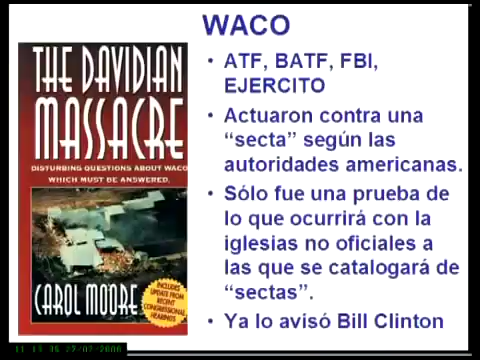 WACO
THE DAVIDIAN
MASSACRE
DISTURBING QUESTIONS ABOUT WACO
WHICH MUST BE ANSWERED.
CAROL MOORE
INCLUDES
UPDATE FROM
RECENT
CONGRESSIONAL
HEARINGS
• ATF, BATF, FBI,
EJERCITO
• Actuaron contra una
“secta” según las
autoridades americanas.
• Sólo fue una prueba de
lo que ocurrirá con la
iglesias no oficiales a
las que se catalogará de
“sectas”.
• Ya lo avisó Bill Clinton